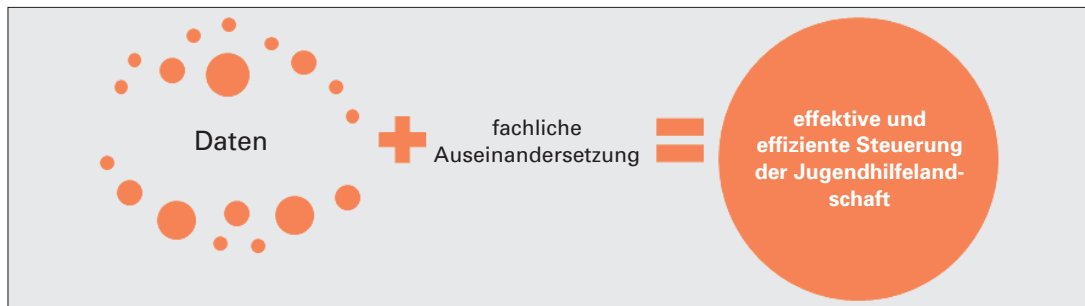 Daten
fachliche
Auseinandersetzung
effektive und
effiziente Steuerung
der Jugendhilfeland-
schaft